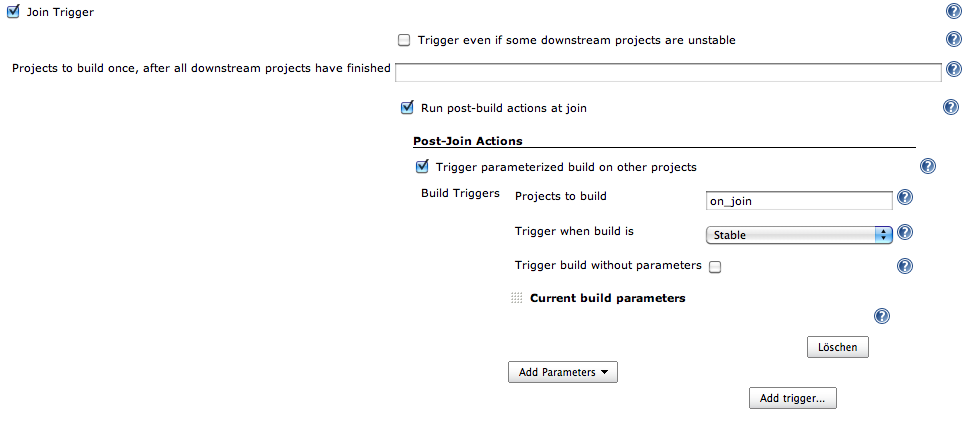 Join Trigger
Trigger even if some downstream projects are unstable
Projects to build once, after all downstream projects have finished
Run post-build actions at join
Post-Join Actions
Trigger parameterized build on other projects
Build Triggers Projects to build on_join
Trigger when build is Stable
Trigger build without parameters
Current build parameters
Löschen
Add Parameters
Add trigger...